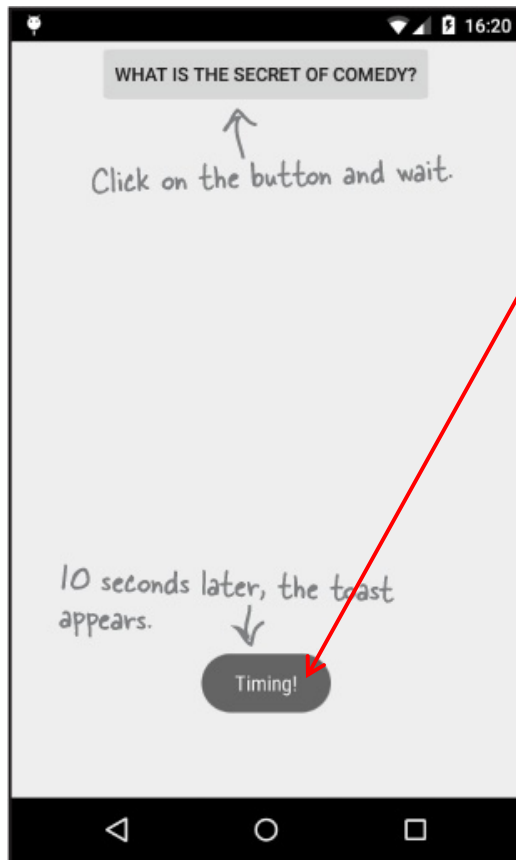 16:20
WHAT IS THE SECRET OF COMEDY?
Click on the button and wait.
10 seconds later, the toast
appears.
Timing!